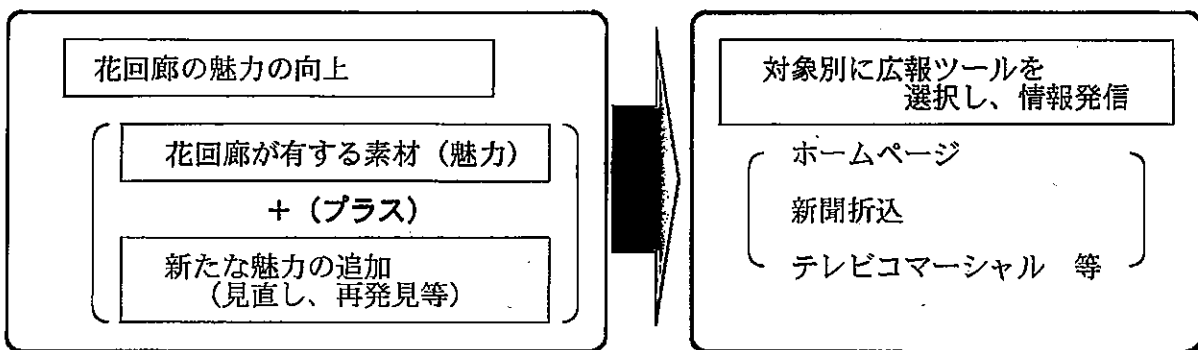 花回廊の魅力の向上
花回廊が有する素材（魅力）
＋（プラス）
新たな魅力の追加
（見直し、再発見等）
対象別に広報ツールを
選択し、情報発信
ホームページ
新聞折込
テレビコマーシャル　等